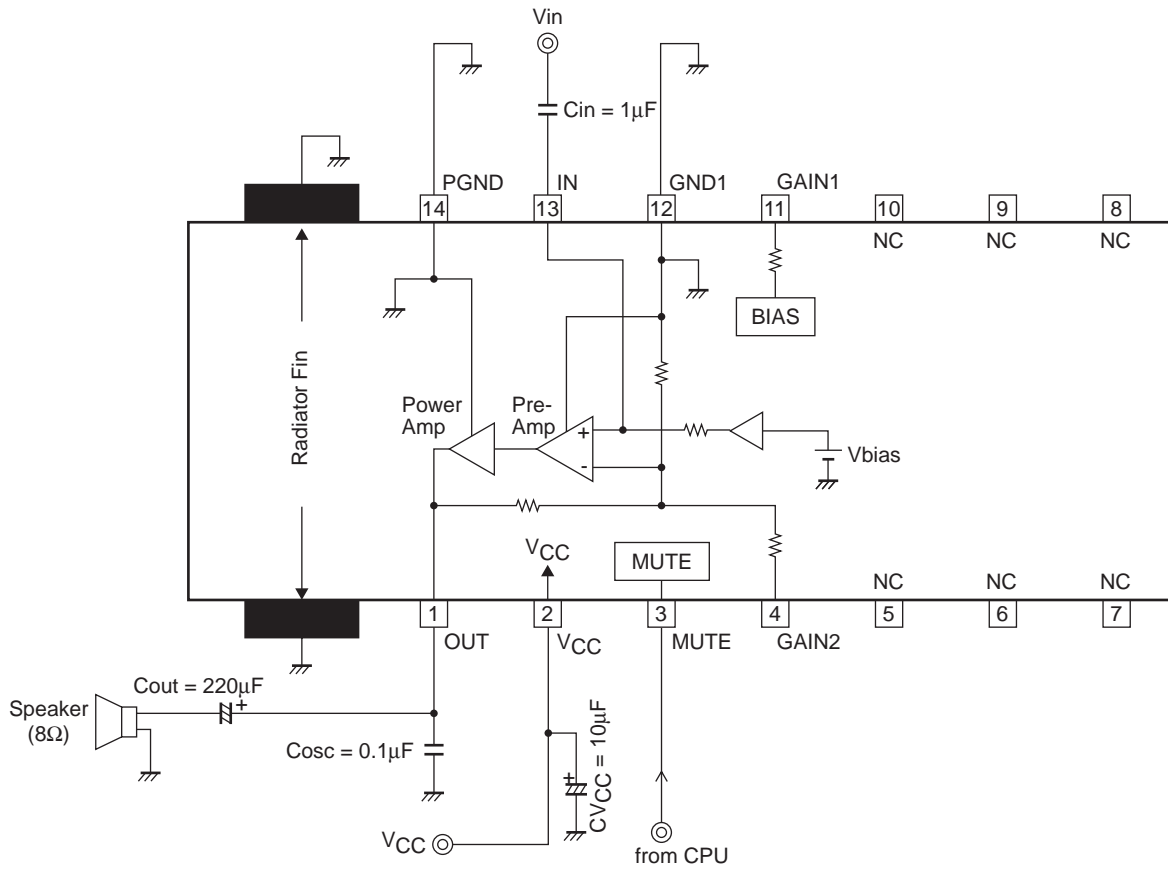 Vin
Cin = 1μF
PGND
IN
GND1
GAIN1
14
13
12
11
10
9
8
NC
NC
NC
BIAS
Radiator Fin
Power
Amp
Pre-
Amp
+
-
Vbias
VCC
MUTE
NC
NC
NC
1
2
3
4
5
6
7
OUT
VCC
MUTE
GAIN2
Cout = 220μF
+
Speaker
(8Ω)
Cosc = 0.1μF
+
CVCC = 10μF
VCC
from CPU